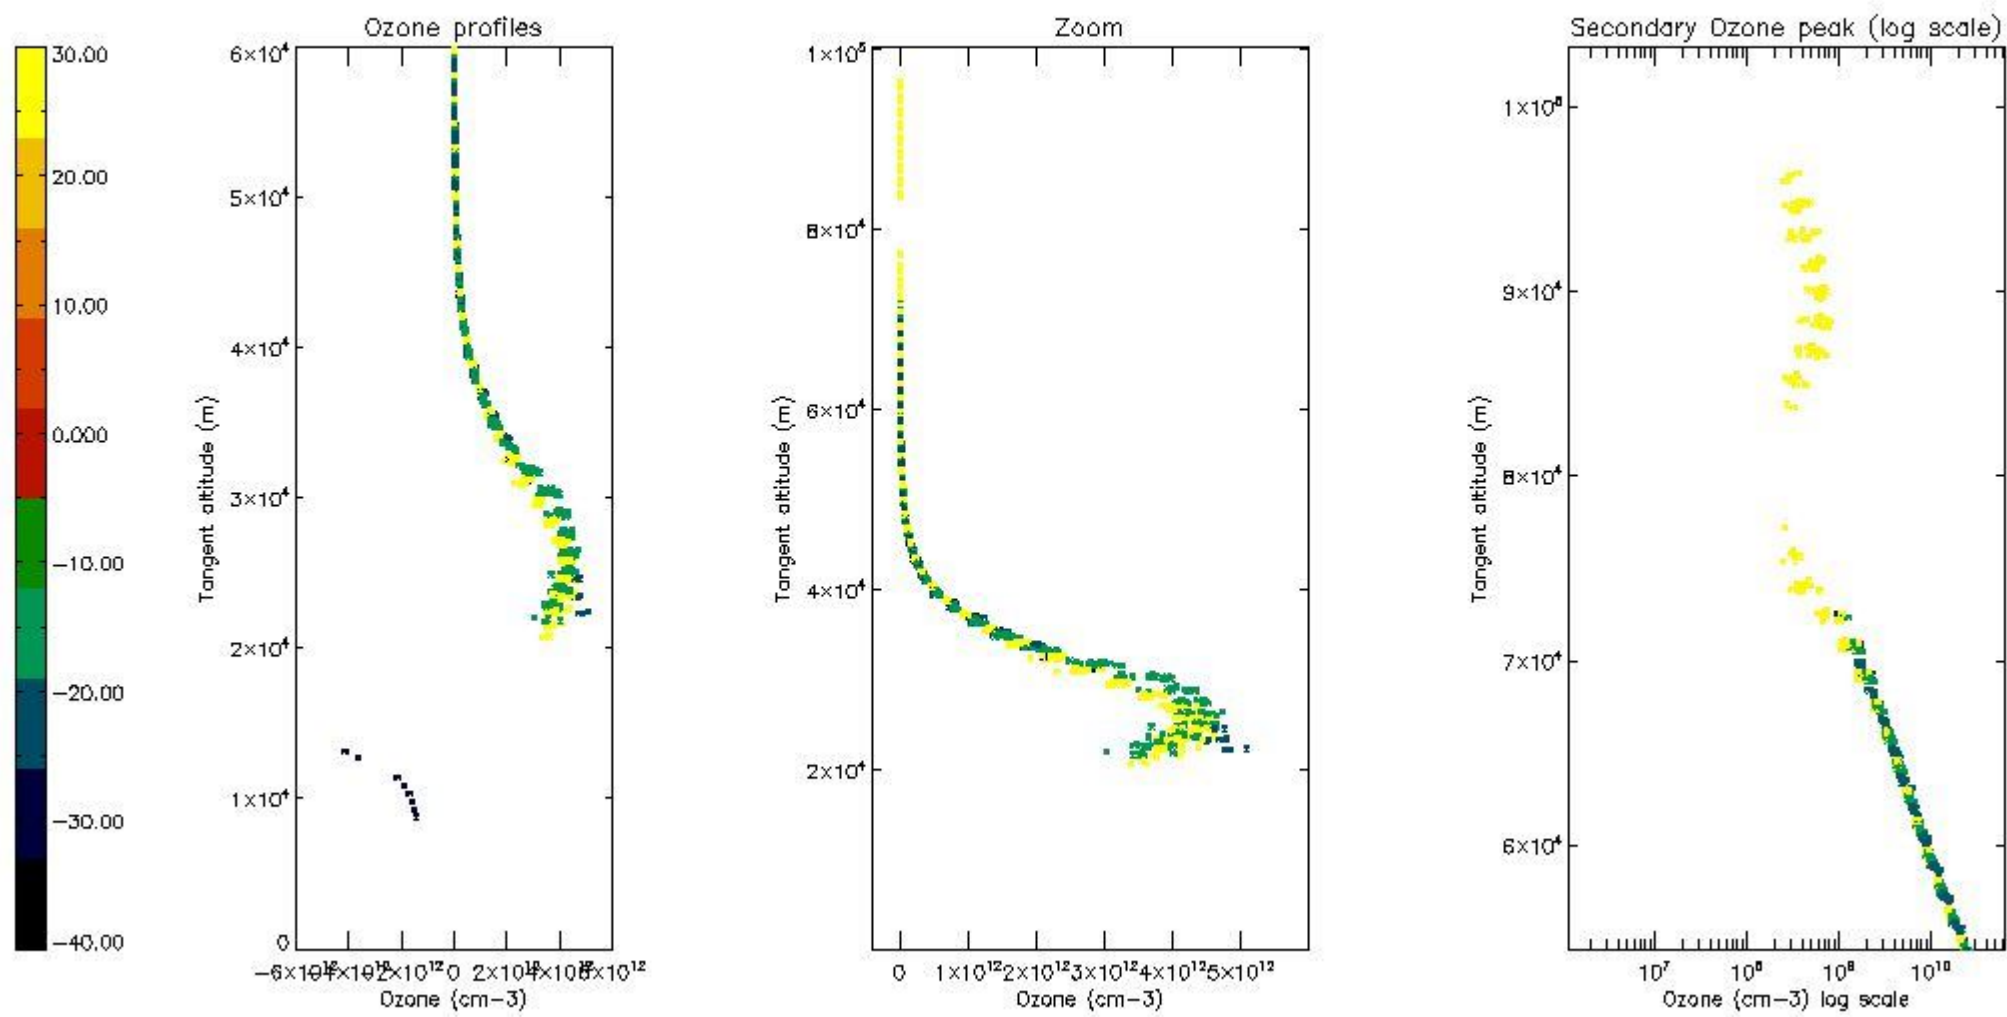 Ozone profiles
Zoom
Secondary Ozone peak (log scale)
30.00
20.00
10.00
0.000
−10.00
−20.00
−30.00
−40.00
6×10⁴
5×10⁴
4×10⁴
3×10⁴
2×10⁴
1×10⁴
0
Tangent altitude (m)
0
Ozone (cm−3)
1×10⁵
8×10⁴
6×10⁴
4×10⁴
2×10⁴
Tangent altitude (m)
0 1×10¹² 2×10¹² 3×10¹² 4×10¹² 5×10¹²
Ozone (cm−3)
9×10⁴
8×10⁴
7×10⁴
6×10⁴
Tangent altitude (m)
10⁷ 10⁸ 10⁹ 10¹⁰
Ozone (cm−3) log scale